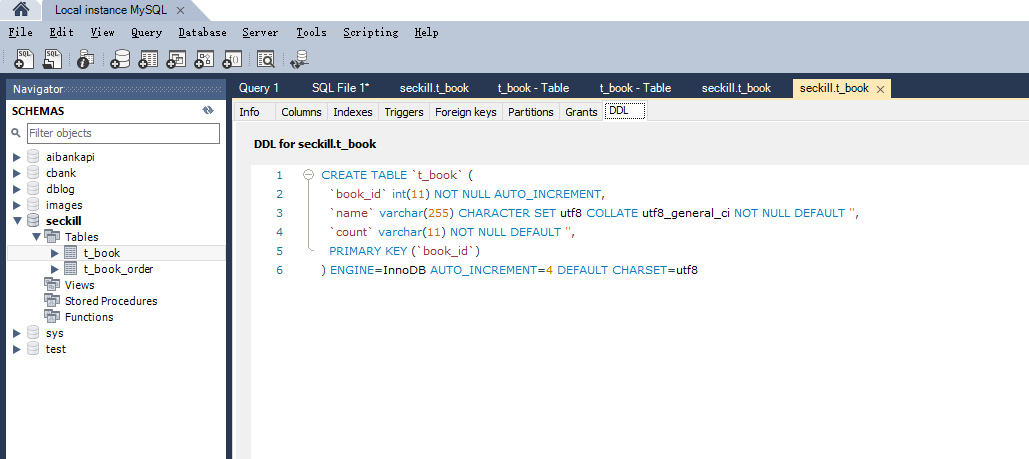 Local instance MySQL ×
File Edit View Query Database Server Tools Scripting Help
Navigator
SCHEMAS
Filter objects
aibankapi
cbank
dblog
images
seckill
Tables
t_book
t_book_order
Views
Stored Procedures
Functions
sys
test
Query 1 SQL File 1* seckill.t_book t_book - Table t_book - Table seckill.t_book seckill.t_book ×
Info Columns Indexes Triggers Foreign keys Partitions Grants DDL
DDL for seckill.t_book
1 CREATE TABLE `t_book` (
2 `book_id` int(11) NOT NULL AUTO_INCREMENT,
3 `name` varchar(255) CHARACTER SET utf8 COLLATE utf8_general_ci NOT NULL DEFAULT '',
4 `count` varchar(11) NOT NULL DEFAULT '',
5 PRIMARY KEY (`book_id`)
6 ) ENGINE=InnoDB AUTO_INCREMENT=4 DEFAULT CHARSET=utf8